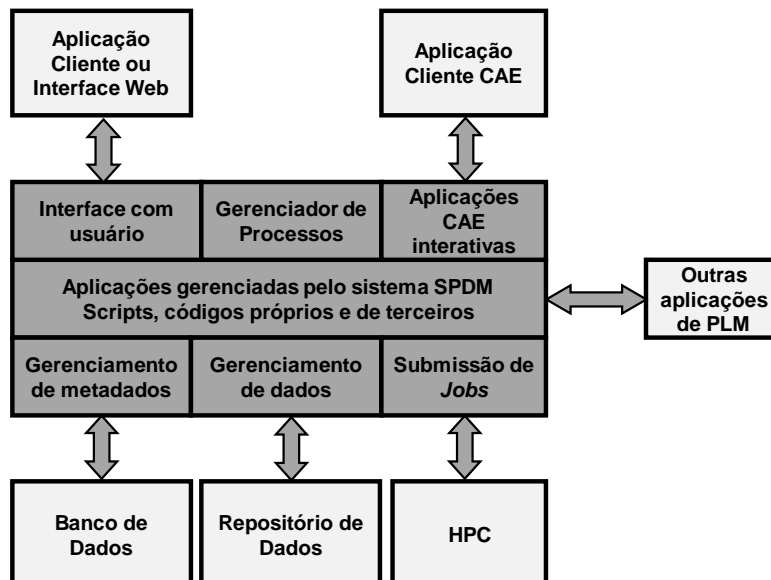 Aplicação
Cliente ou
Interface Web
Aplicação
Cliente CAE
Interface com
usuário
Gerenciador de
Processos
Aplicações
CAE
interativas
Aplicações gerenciadas pelo sistema SPDM
Scripts, códigos próprios e de terceiros
Outras
aplicações
de PLM
Gerenciamento
de metadados
Gerenciamento
de dados
Submissão de
Jobs
Banco de
Dados
Repositório de
Dados
HPC